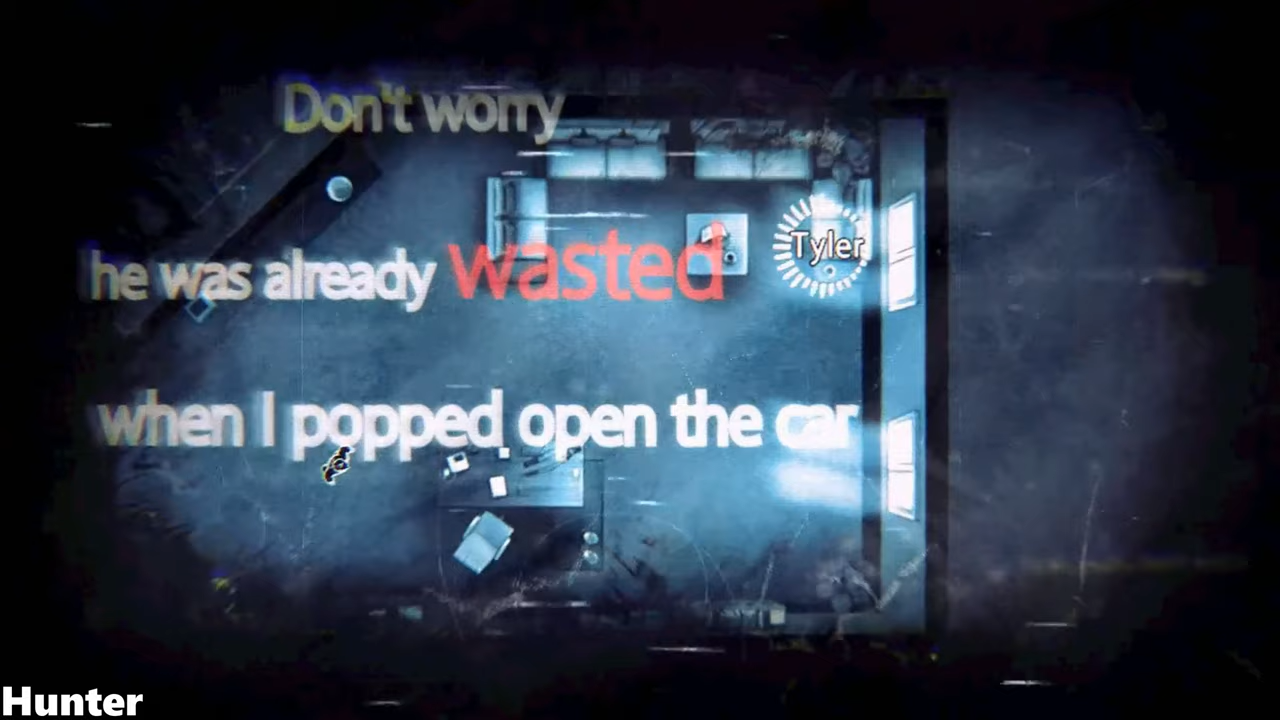 Don't worry
he was already wasted
Tyler
when I popped open the car
Hunter